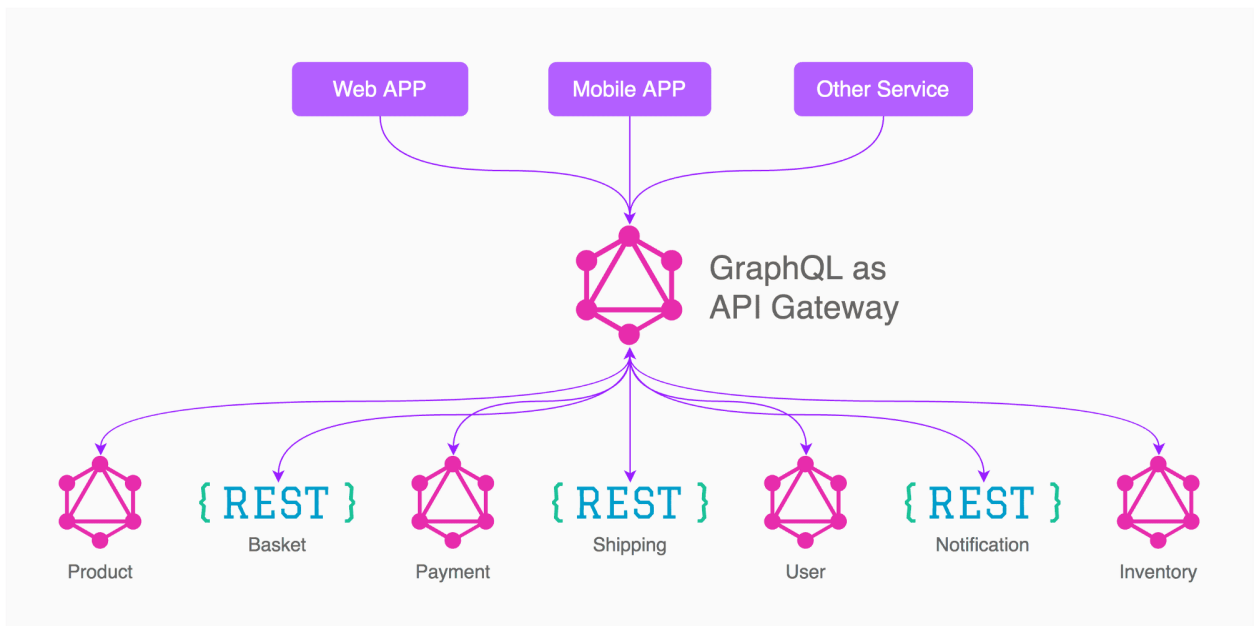 Web APP
Mobile APP
Other Service
GraphQL as
API Gateway
{ REST }
{ REST }
{ REST }
Basket
Shipping
Notification
Product
Payment
User
Inventory